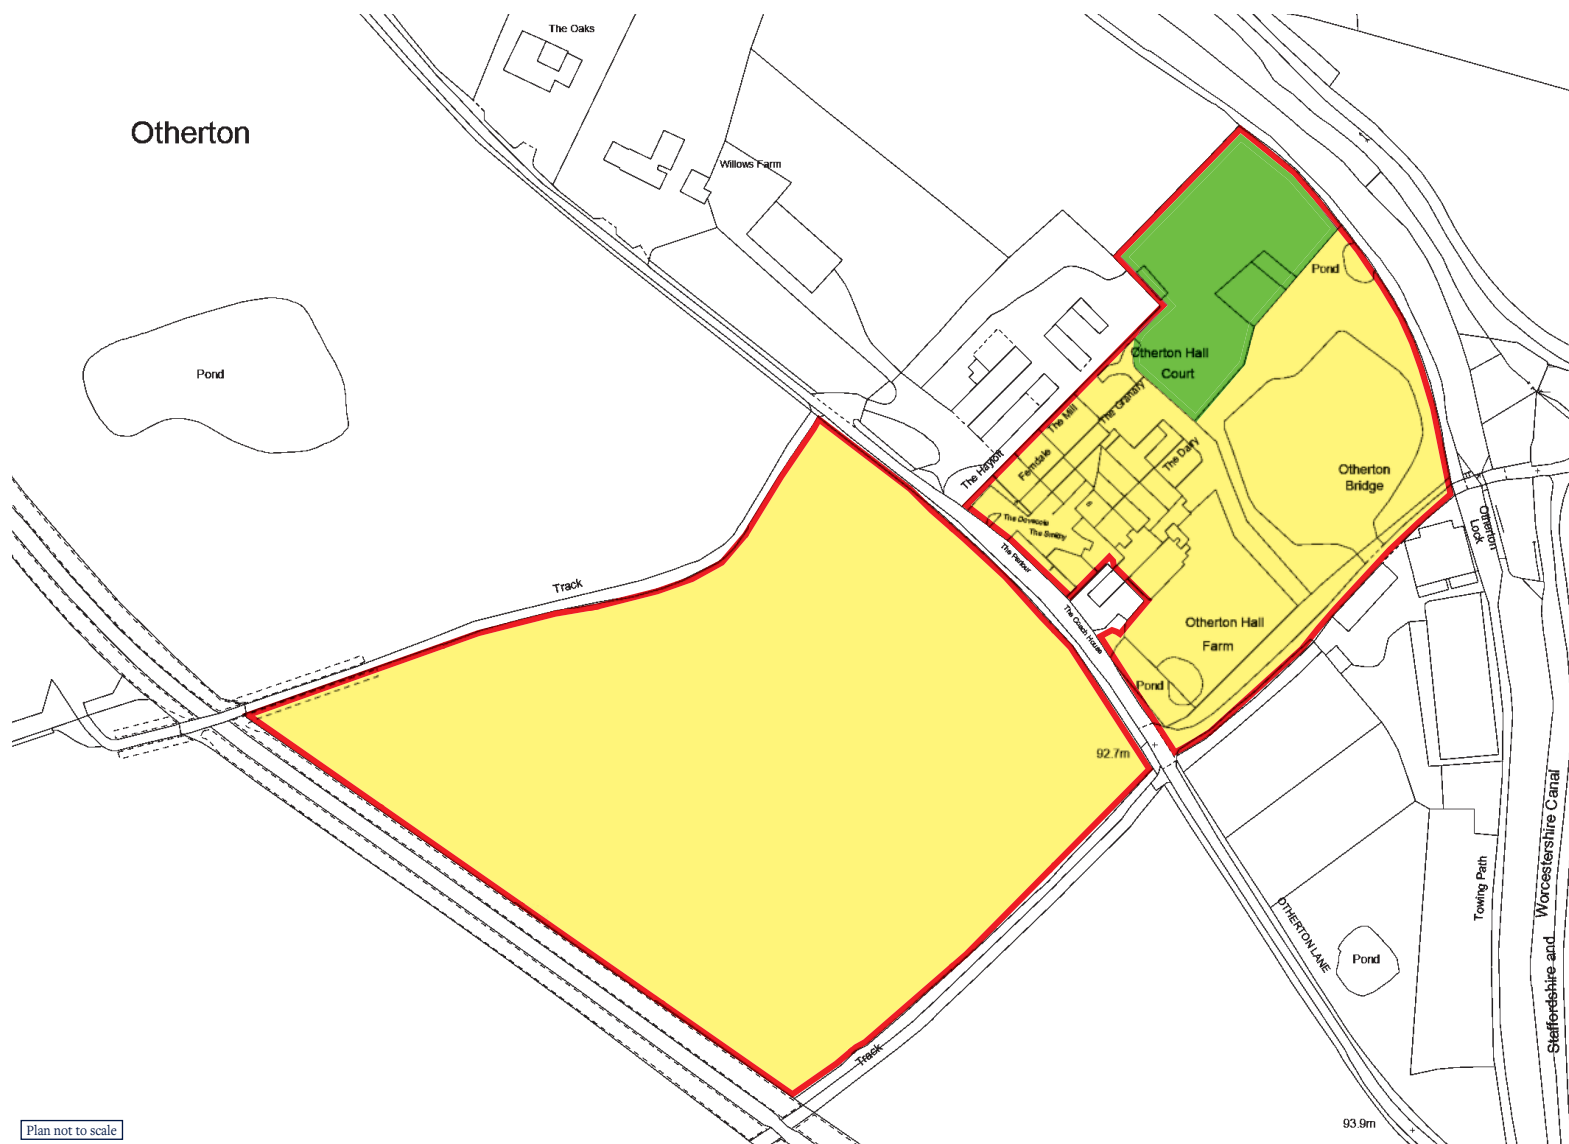 The Oaks
Otherton
Willows Farm
Pond
Pond
Otherton Hall
Court
The Granary
The Mill
The Dairy
Ferndale
The Hayloft
Otherton
Bridge
Otherton
Lock
The Dovecote
The Smithy
The Parlour
The Coach House
Track
Otherton Hall
Farm
Pond
92.7m
Staffordshire and Worcestershire Canal
Towing Path
OTHERTON LANE
Pond
Track
93.9m
Plan not to scale